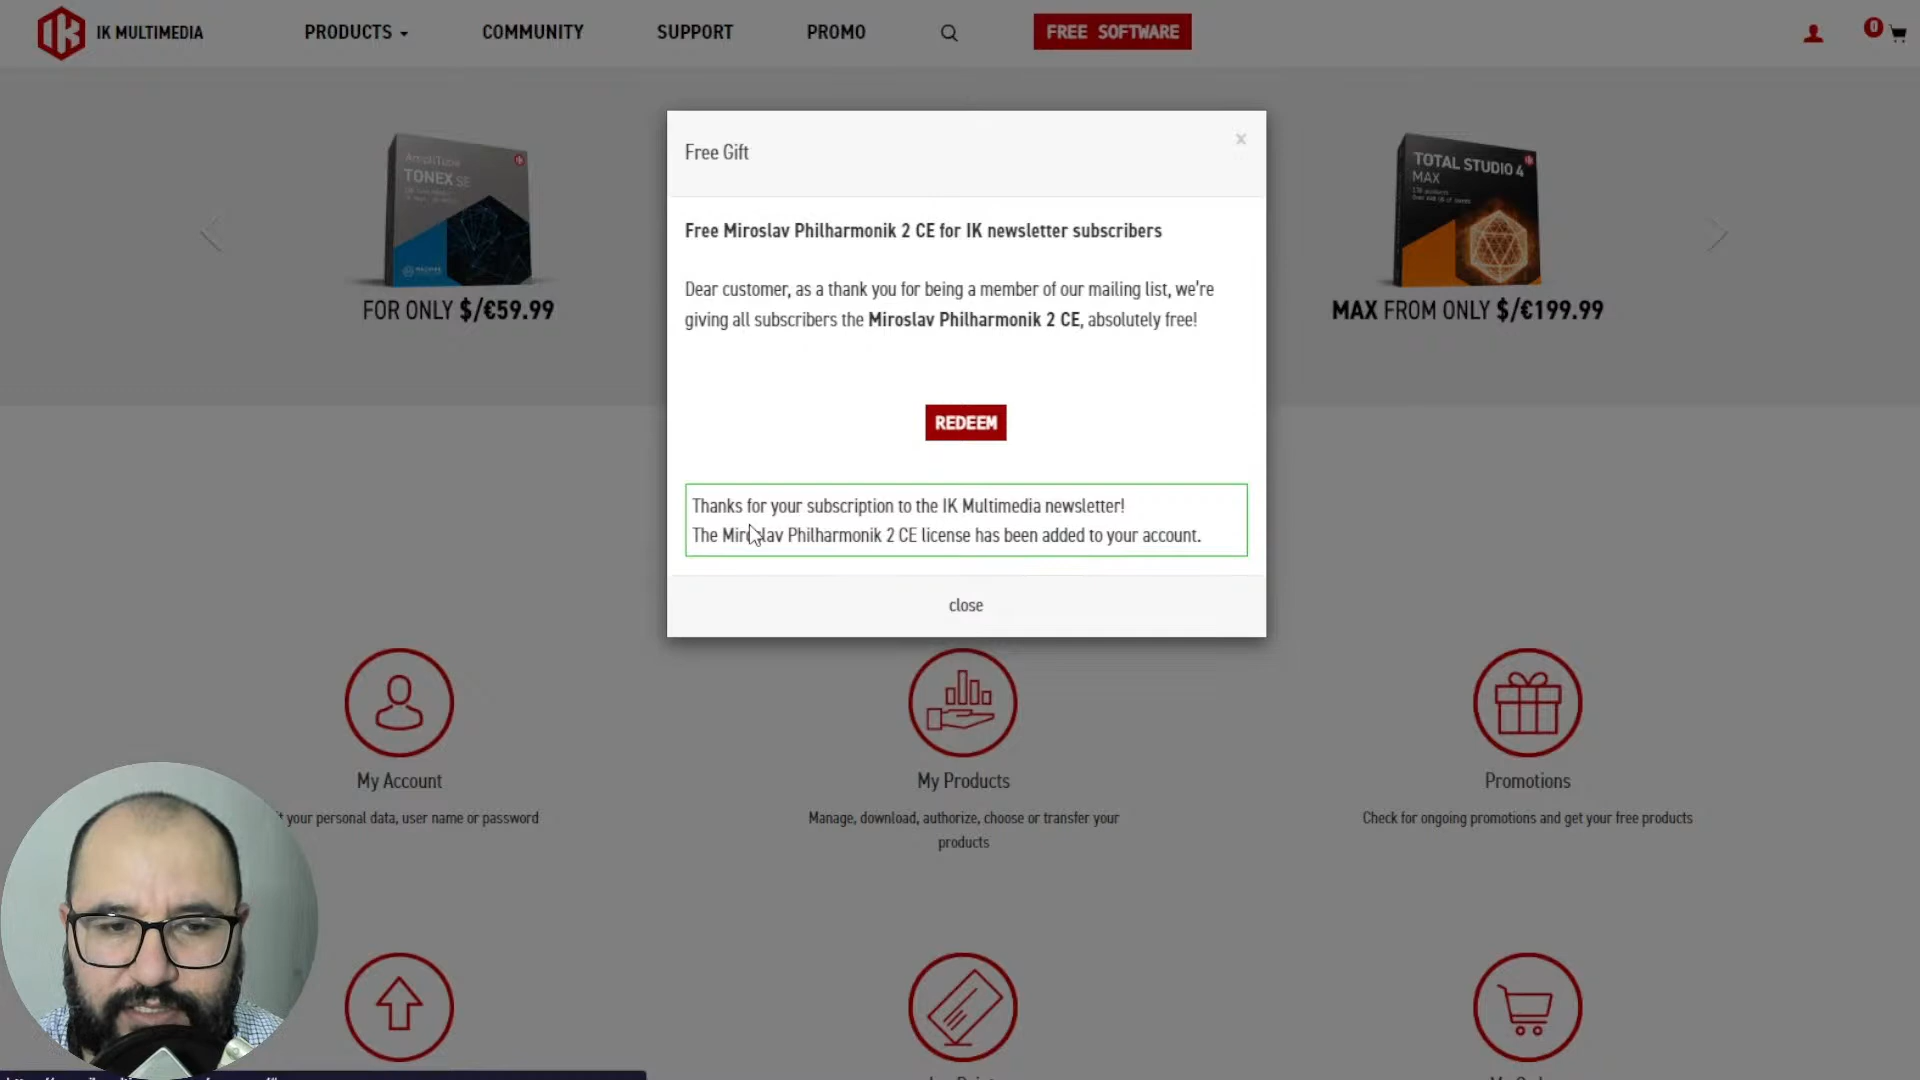 IK MULTIMEDIA
PRODUCTS
COMMUNITY
SUPPORT
PROMO
FREE SOFTWARE
0
AmpliTube
TONEX SE
FOR ONLY $/€59.99
TOTAL STUDIO 4
MAX
MAX FROM ONLY $/€199.99
Free Gift
×
Free Miroslav Philharmonik 2 CE for IK newsletter subscribers
Dear customer, as a thank you for being a member of our mailing list, we’re
giving all subscribers the Miroslav Philharmonik 2 CE, absolutely free!
REDEEM
Thanks for your subscription to the IK Multimedia newsletter!
The Miroslav Philharmonik 2 CE license has been added to your account.
close
My Account
your personal data, user name or password
My Products
Manage, download, authorize, choose or transfer your
products
Promotions
Check for ongoing promotions and get your free products